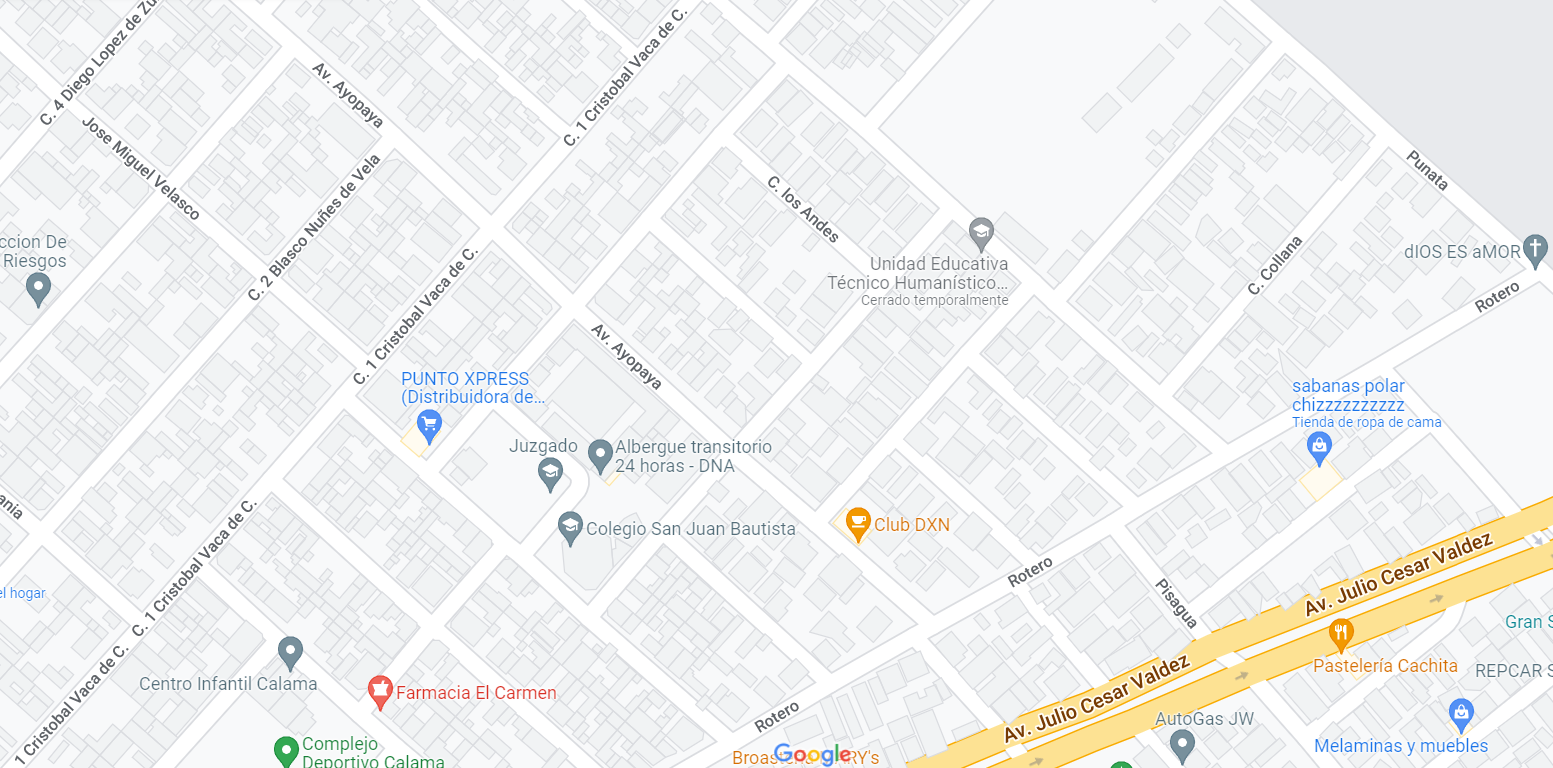 C. 4 Diego Lopez de Zu
Av. Ayopaya
C. 1 Cristobal Vaca de C.
Jose Miguel Velasco
C. 2 Blasco Nuñes de Vela
Punata
C. los Andes
ccion De
Riesgos
Unidad Educativa
Técnico Humanístico...
Cerrado temporalmente
dIOS ES aMOR
C. Collana
Rotero
C. 1 Cristobal Vaca de C.
Av. Ayopaya
PUNTO XPRESS
(Distribuidora de...
sabanas polar
chizzzzzzzzzz
Tienda de ropa de cama
Juzgado
Albergue transitorio
24 horas - DNA
ania
Colegio San Juan Bautista
Club DXN
C. 1 Cristobal Vaca de C.
Rotero
Pisagua
Av. Julio Cesar Valdez
el hogar
Gran S
Centro Infantil Calama
Farmacia El Carmen
Pastelería Cachita
REPCAR S
1 Cristobal Vaca de C.
Rotero
Av. Julio Cesar Valdez
AutoGas JW
Complejo
Deportivo Calama
Google
Melaminas y muebles